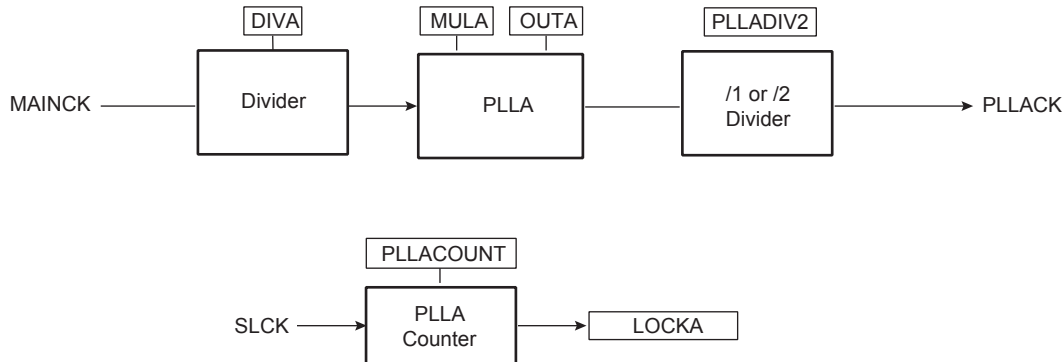 DIVA
MULA
OUTA
PLLADIV2
MAINCK
Divider
PLLA
/1 or /2
Divider
PLLACK
PLLACOUNT
SLCK
PLLA
Counter
LOCKA